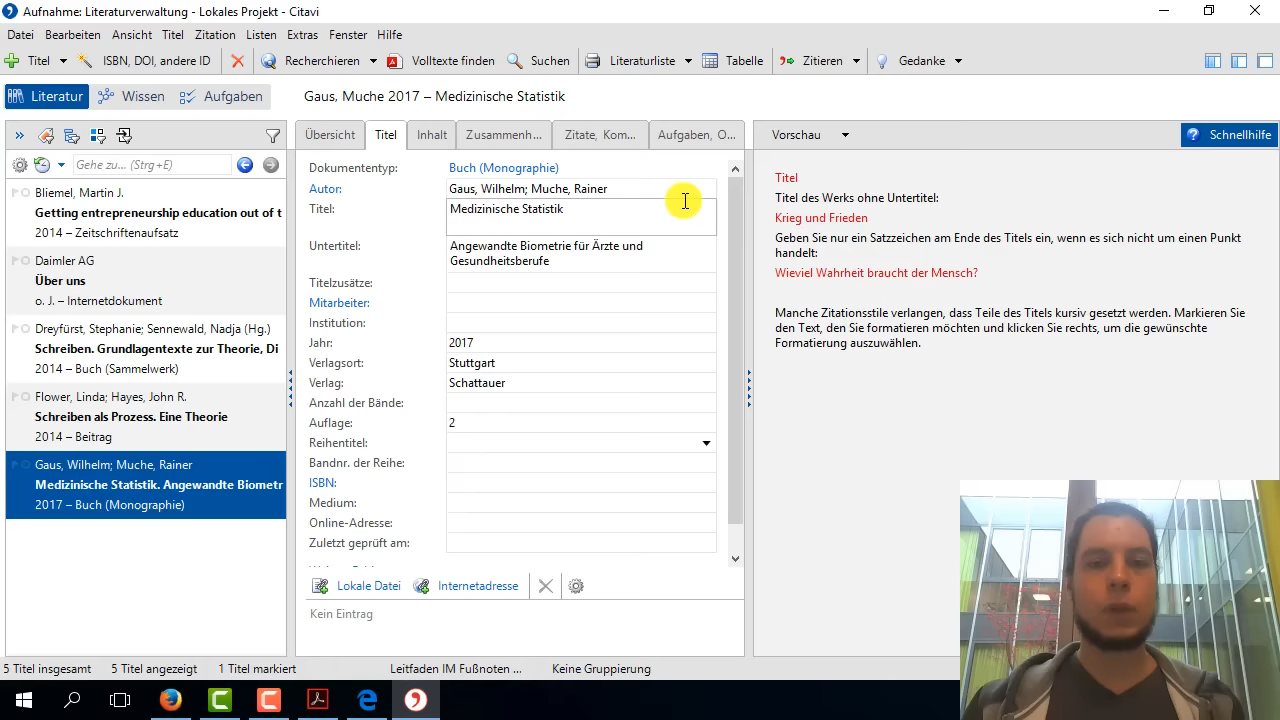 Aufnahme: Literaturverwaltung - Lokales Projekt - Citavi
Datei Bearbeiten Ansicht Titel Zitation Listen Extras Fenster Hilfe
Titel ISBN, DOI, andere ID Recherchieren Volltexte finden Suchen Literaturliste Tabelle Zitieren Gedanke
Literatur Wissen Aufgaben Gaus, Muche 2017 – Medizinische Statistik
Gehe zu... (Strg+E)
Bliemel, Martin J.
Getting entrepreneurship education out of t
2014 – Zeitschriftenaufsatz
Daimler AG
Über uns
o. J. – Internetdokument
Dreyfürst, Stephanie; Sennewald, Nadja (Hg.)
Schreiben. Grundlagentexte zur Theorie, Di
2014 – Buch (Sammelwerk)
Flower, Linda; Hayes, John R.
Schreiben als Prozess. Eine Theorie
2014 – Beitrag
Gaus, Wilhelm; Muche, Rainer
Medizinische Statistik. Angewandte Biometr
2017 – Buch (Monographie)
Übersicht Titel Inhalt Zusammenh... Zitate, Kom... Aufgaben, O...
Dokumententyp: Buch (Monographie)
Autor: Gaus, Wilhelm; Muche, Rainer
Titel: Medizinische Statistik
Untertitel: Angewandte Biometrie für Ärzte und
Gesundheitsberufe
Titelzusätze:
Mitarbeiter:
Institution:
Jahr: 2017
Verlagsort: Stuttgart
Verlag: Schattauer
Anzahl der Bände:
Auflage: 2
Reihentitel:
Bandnr. der Reihe:
ISBN:
Medium:
Online-Adresse:
Zuletzt geprüft am:
Lokale Datei Internetadresse
Kein Eintrag
Vorschau Schnellhilfe
Titel
Titel des Werks ohne Untertitel:
Krieg und Frieden
Geben Sie nur ein Satzzeichen am Ende des Titels ein, wenn es sich nicht um einen Punkt
handelt:
Wieviel Wahrheit braucht der Mensch?
Manche Zitationsstile verlangen, dass Teile des Titels kursiv gesetzt werden. Markieren Sie
den Text, den Sie formatieren möchten und klicken Sie rechts, um die gewünschte
Formatierung auszuwählen.
5 Titel insgesamt 5 Titel angezeigt 1 Titel markiert Leitfaden IM Fußnoten ... Keine Gruppierung